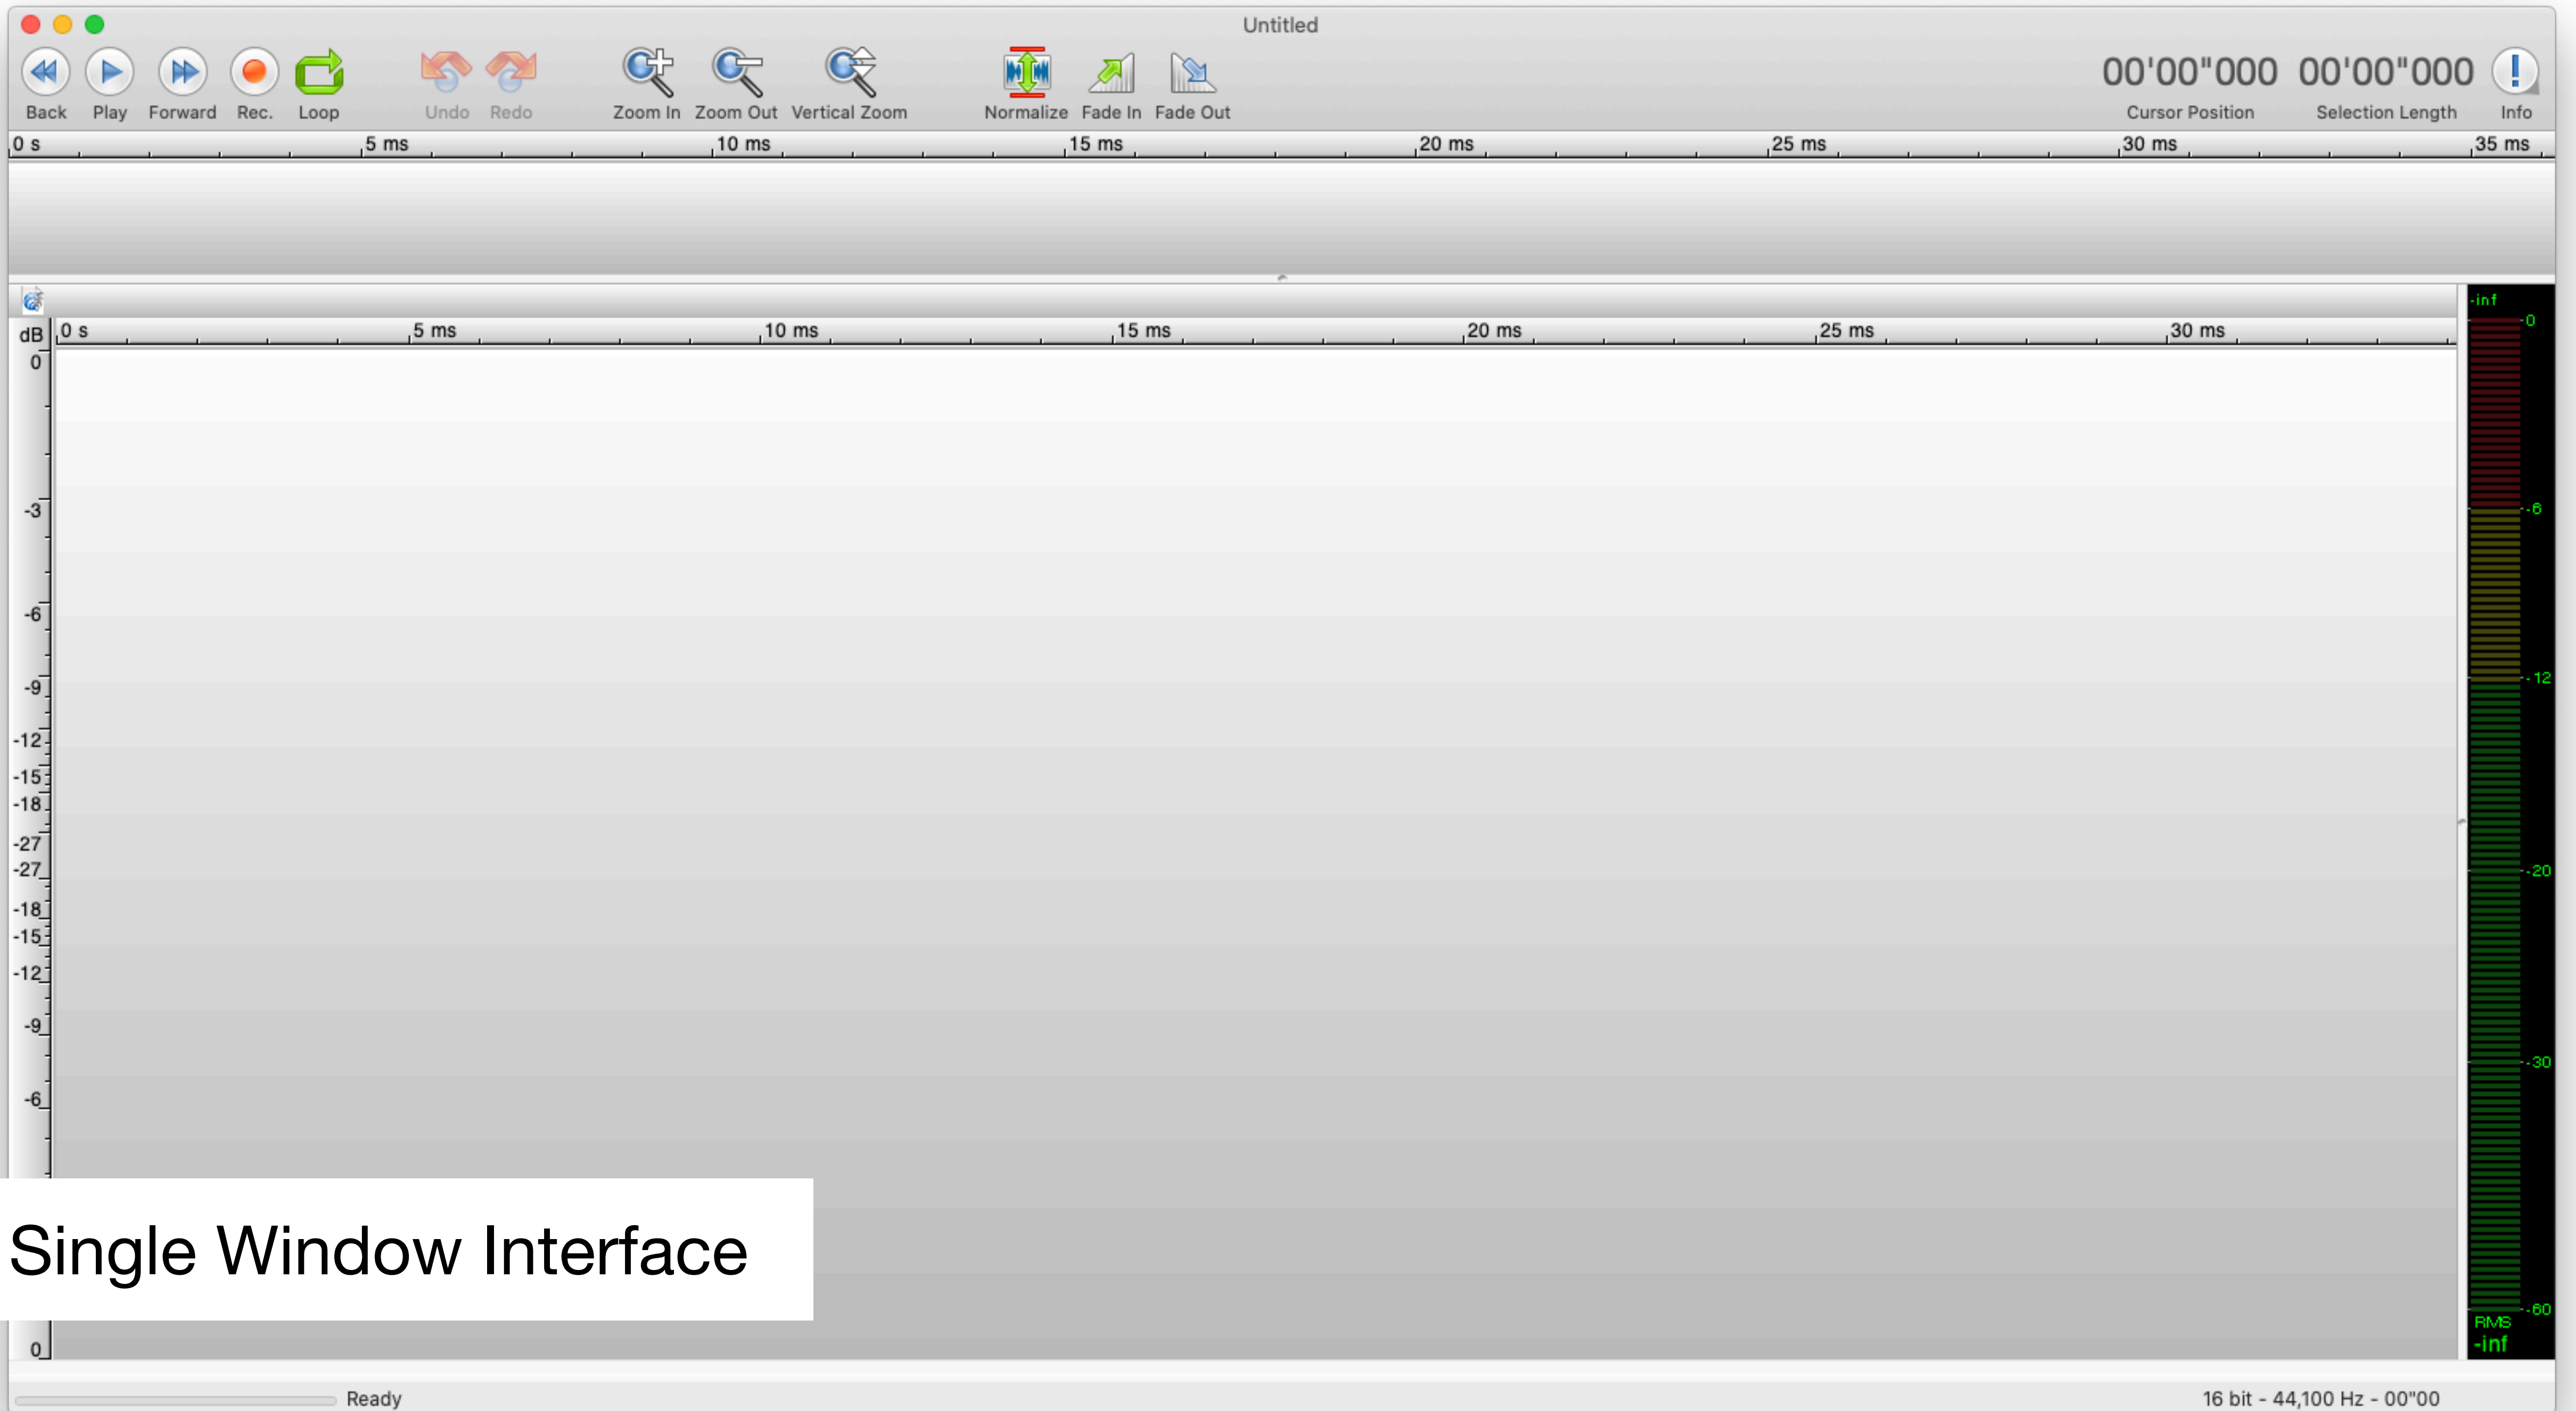 Untitled
Back Play Forward Rec. Loop Undo Redo Zoom In Zoom Out Vertical Zoom Normalize Fade In Fade Out
00'00"000 00'00"000
Cursor Position Selection Length Info
0 s 5 ms 10 ms 15 ms 20 ms 25 ms 30 ms 35 ms
dB 0 s 5 ms 10 ms 15 ms 20 ms 25 ms 30 ms
0
-3
-6
-9
-12
-15
-18
-27
-27
-18
-15
-12
-9
-6
0
-inf
0
-6
-12
-20
-30
-60
RMS
-inf
Single Window Interface
Ready
16 bit - 44,100 Hz - 00"00